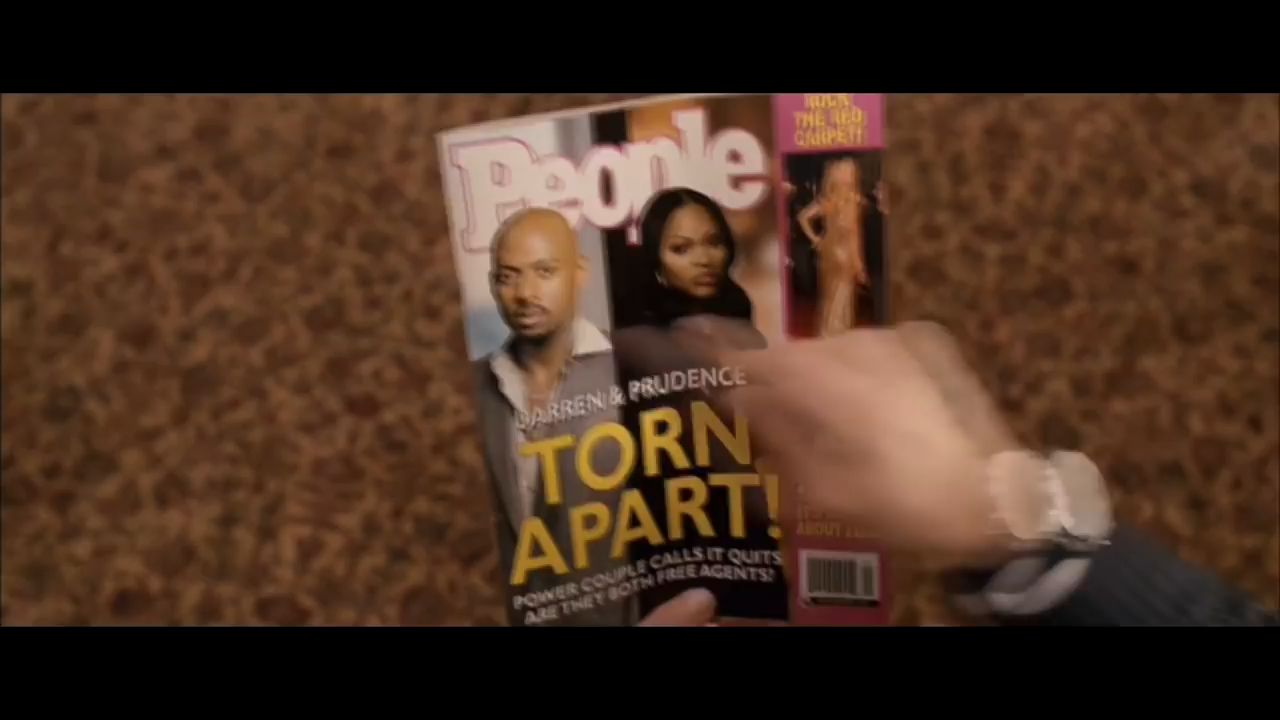 People
ROCK
THE RED
CARPET!
DARREN & PRUDENCE
TORN
APART!
POWER COUPLE CALLS IT QUITS
ARE THEY BOTH FREE AGENTS?
ABOUT